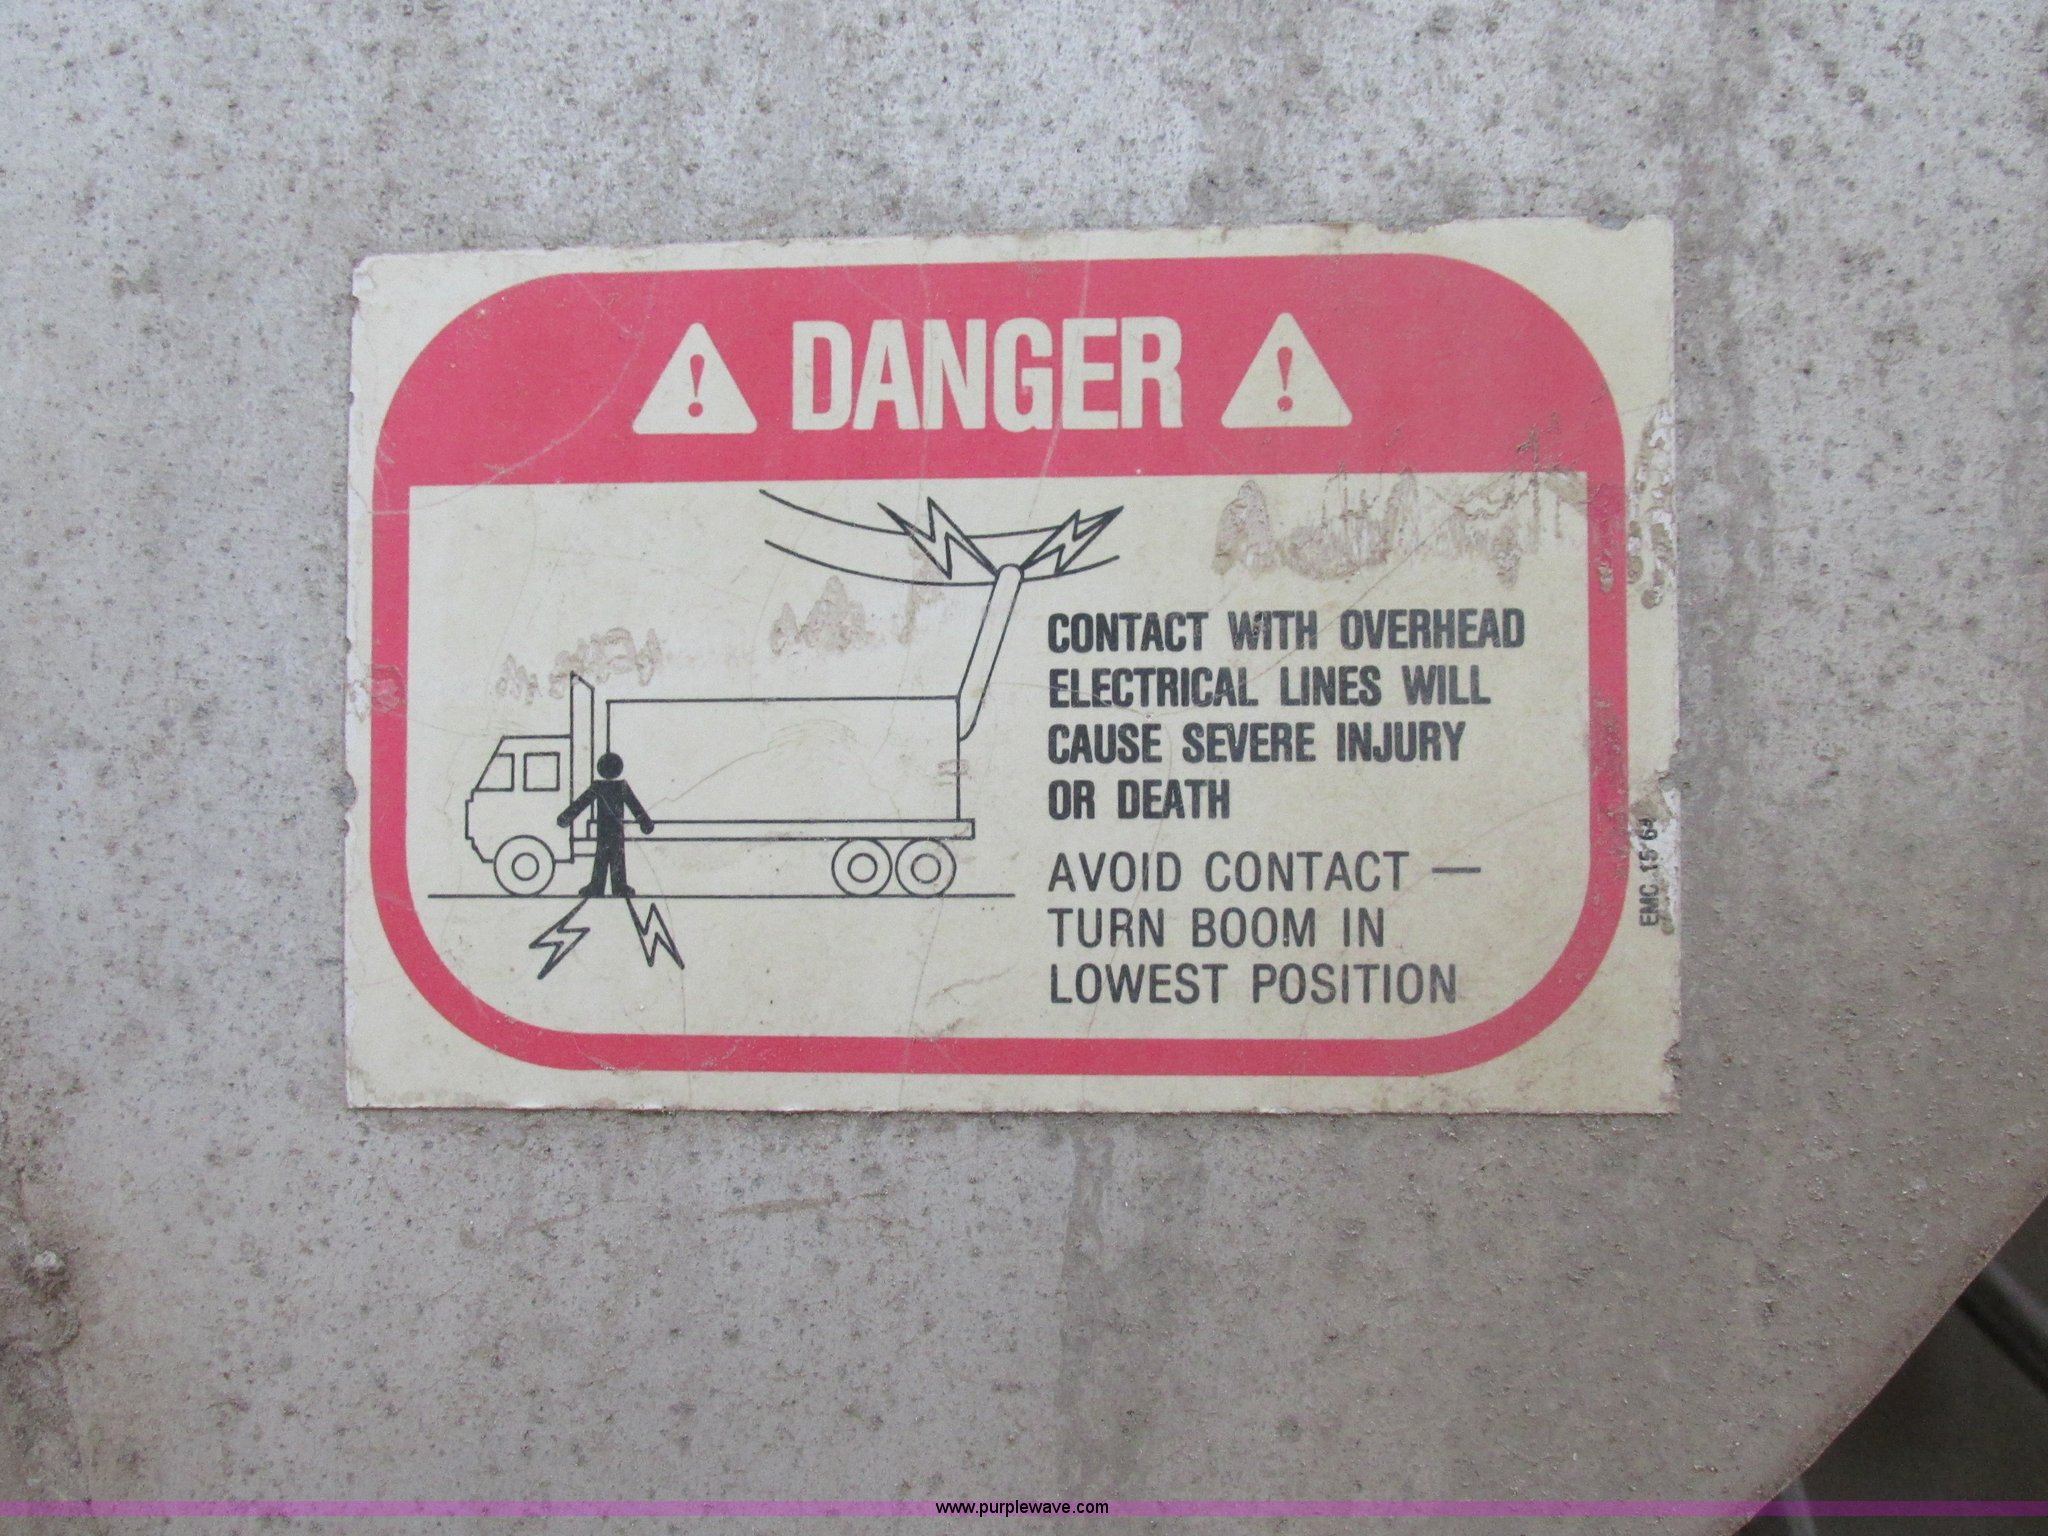 DANGER
CONTACT WITH OVERHEAD
ELECTRICAL LINES WILL
CAUSE SEVERE INJURY
OR DEATH
AVOID CONTACT —
TURN BOOM IN
LOWEST POSITION
EMC
www.purplewave.com